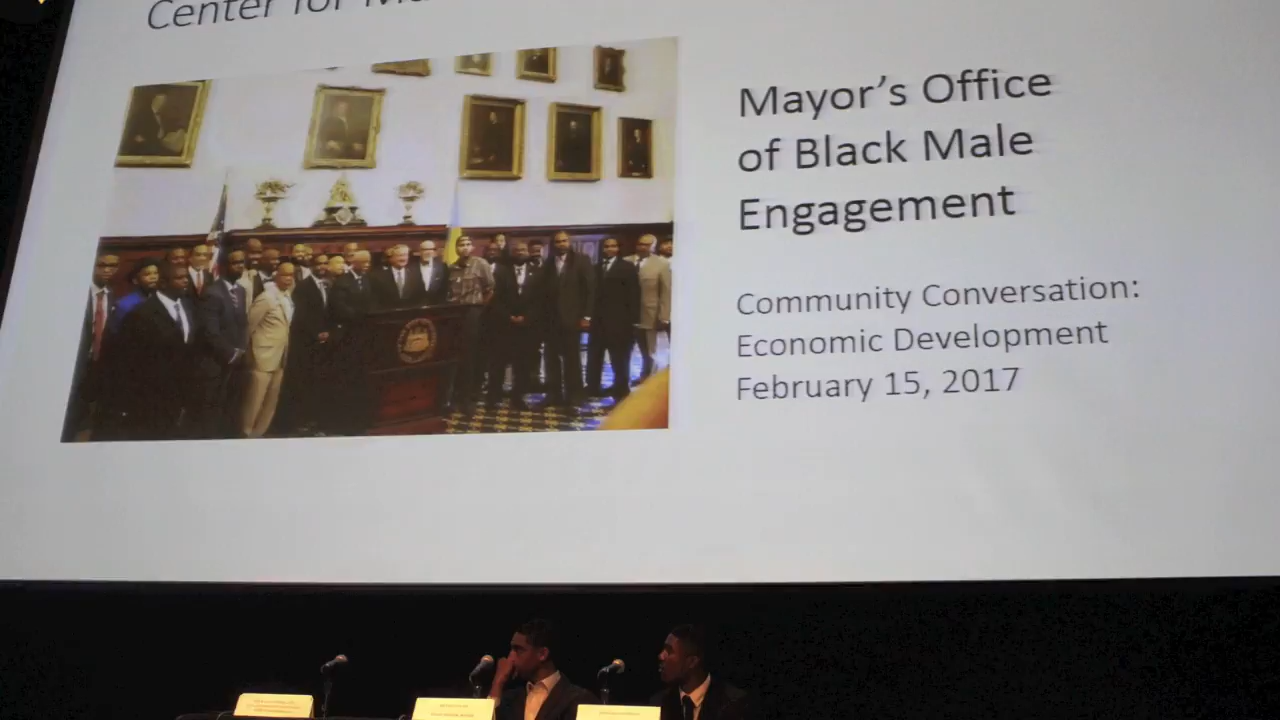 Center for
Mayor's Office
of Black Male
Engagement
Community Conversation:
Economic Development
February 15, 2017